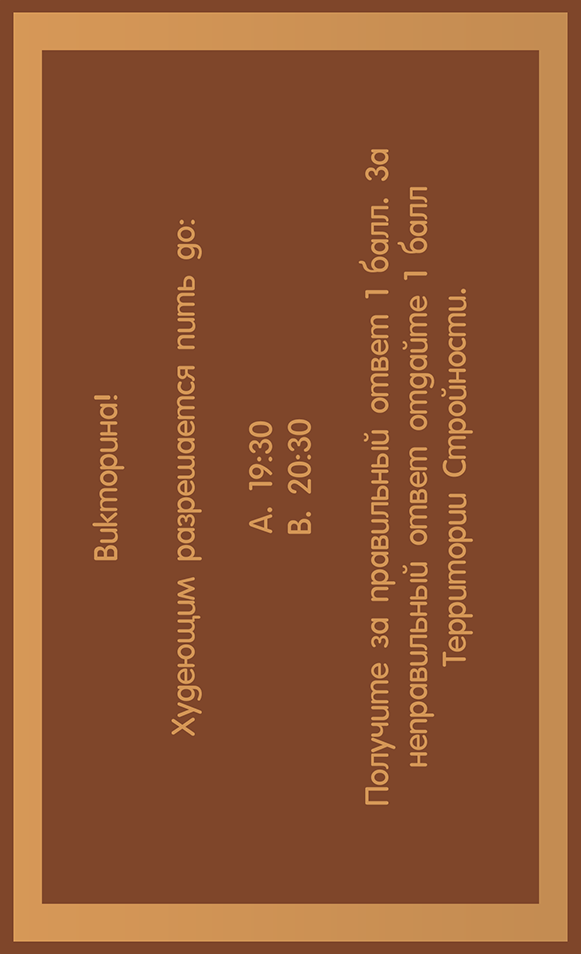 Викторина!
Худеющим разрешается пить до:
А. 19:30
В. 20:30
Получите за правильный ответ 1 балл. За
неправильный ответ отдайте 1 балл
Территории Стройности.